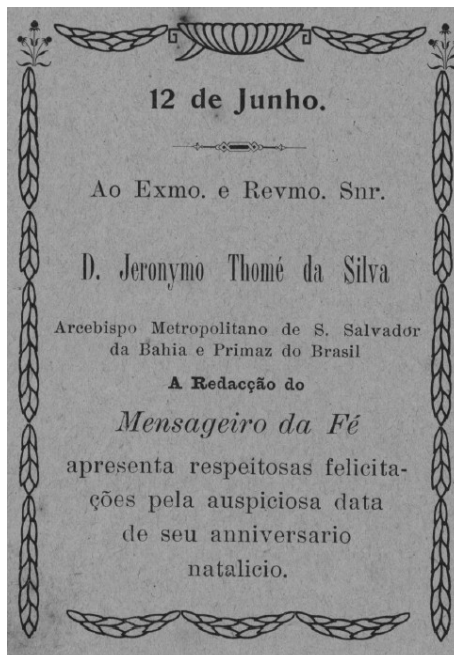 12 de Junho.
Ao Exmo. e Revmo. Snr.
D. Jeronymo Thomé da Silva
Arcebispo Metropolitano de S. Salvador
da Bahia e Primaz do Brasil
A Redacção do
Mensageiro da Fé
apresenta respeitosas felicita-
ções pela auspiciosa data
de seu anniversario
natalicio.